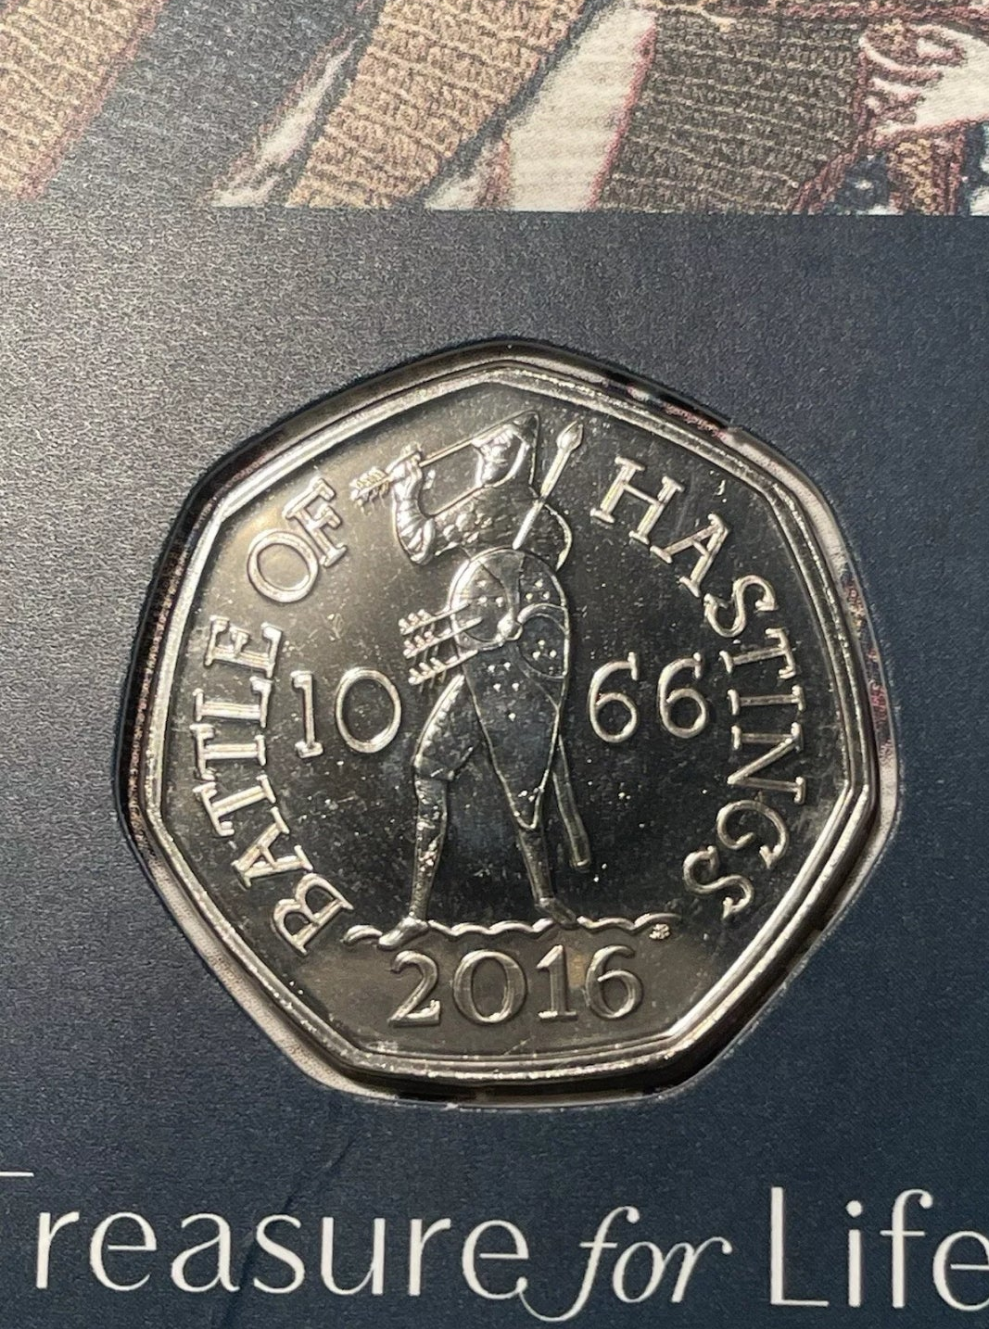 BATTLE OF HASTINGS
10 66
2016
Treasure for Life